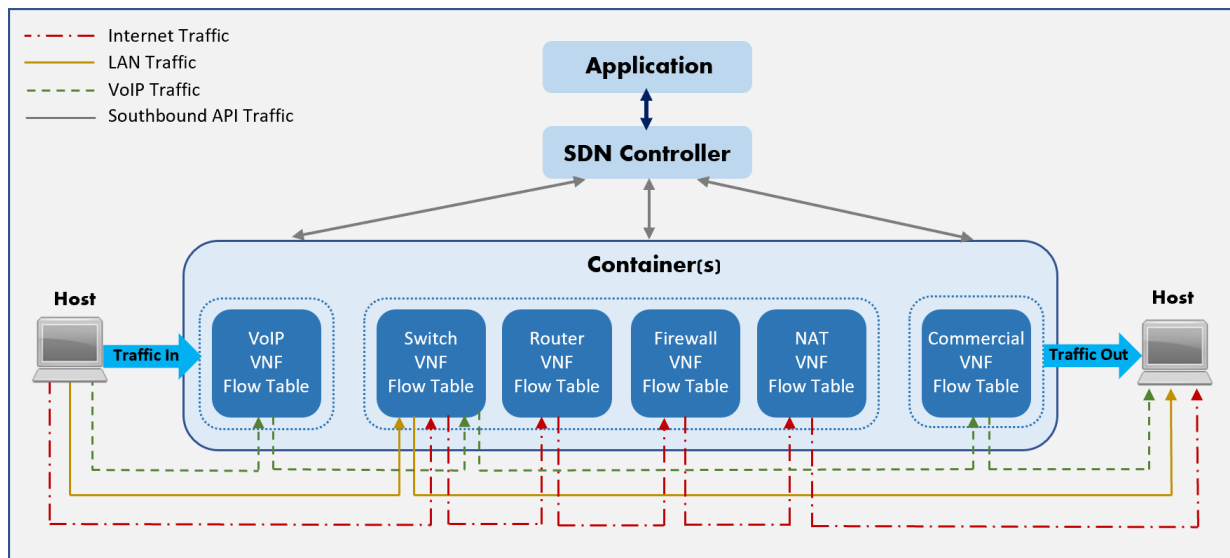 Internet Traffic
LAN Traffic
VoIP Traffic
Southbound API Traffic
Application
SDN Controller
Container(s)
Host
Host
Traffic In
VoIP
VNF
Flow Table
Switch
VNF
Flow Table
Router
VNF
Flow Table
Firewall
VNF
Flow Table
NAT
VNF
Flow Table
Commercial
VNF
Flow Table
Traffic Out